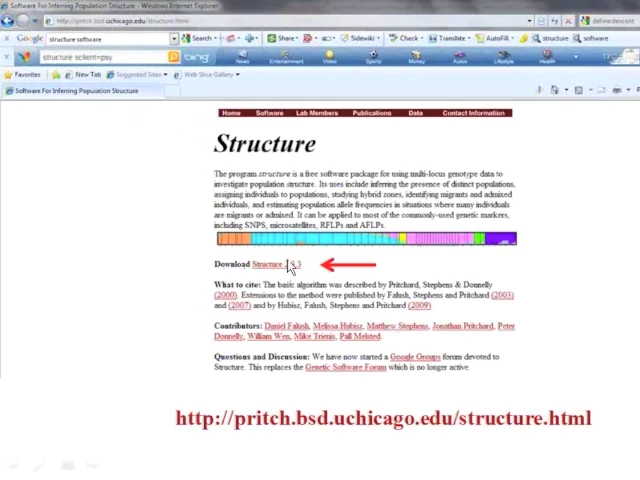 Software For Inferring Population Structure - Windows Internet Explorer
http://pritch.bsd.uchicago.edu/structure.html
define:descent
Google structure software Search Share Sidewiki Check Translate AutoFill structure software
structure sclient=psy bing News Entertainment Video Sports Money Autos Lifestyle Health
Favorites New Tab Suggested Sites Web Slice Gallery
Software For Inferring Population Structure
Home Software Lab Members Publications Data Contact Information
Structure
The program structure is a free software package for using multi-locus genotype data to
investigate population structure. Its uses include inferring the presence of distinct populations,
assigning individuals to populations, studying hybrid zones, identifying migrants and admixed
individuals, and estimating population allele frequencies in situations where many individuals
are migrants or admixed. It can be applied to most of the commonly-used genetic markers,
including SNPS, microsatellites, RFLPs and AFLPs.
Download Structure 2.3.3
What to cite: The basic algorithm was described by Pritchard, Stephens & Donnelly
(2000). Extensions to the method were published by Falush, Stephens and Pritchard (2003)
and (2007) and by Hubisz, Falush, Stephens and Pritchard (2009)
Contributors: Daniel Falush, Melissa Hubisz, Matthew Stephens, Jonathan Pritchard, Peter
Donnelly, William Wen, Mike Trienis, Pall Melsted.
Questions and Discussion: We have now started a Google Groups forum devoted to
Structure. This replaces the Genetic Software Forum which is no longer active.
http://pritch.bsd.uchicago.edu/structure.html